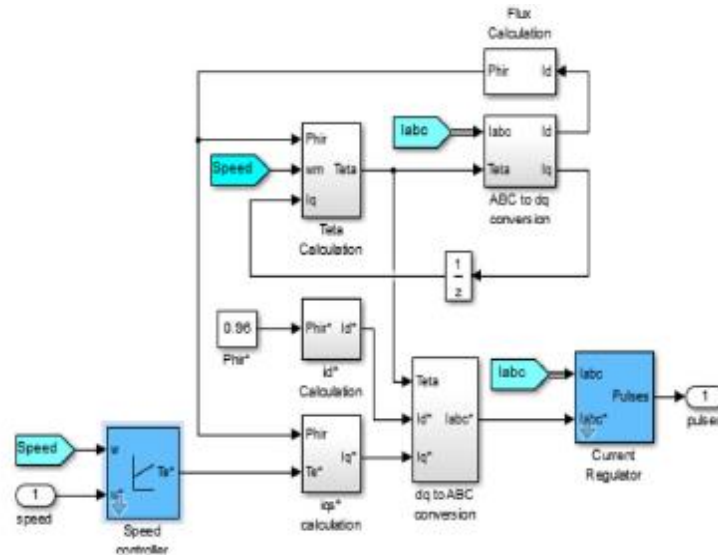 Flux
Calculation
Phir Id
Iabc
Iabc Id
Phir
Speed
wm Teta
Teta Iq
Iq
ABC to dq
conversion
Teta
Calculation
1
z
0.96
Phir*
Phir* Id*
id*
Calculation
Teta
Iabc
Iabc
Pulses
1
pulses
Id* Iabc*
Iabc*
Phir
Iq*
Te*
Iq*
Current
Regulator
Speed
w
Te*
1
speed
iqs*
calculation
dq to ABC
conversion
Speed
controller